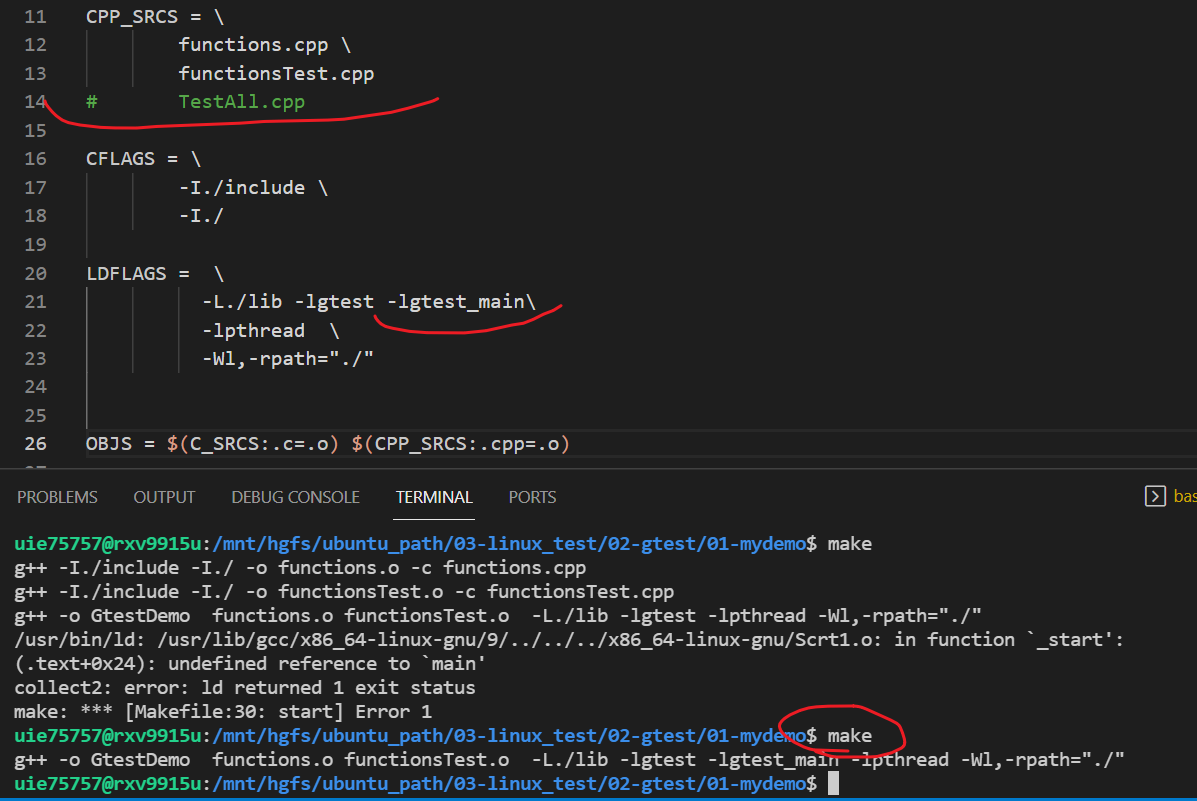 11 CPP_SRCS = \
12 functions.cpp \
13 functionsTest.cpp
14 # TestAll.cpp
15
16 CFLAGS = \
17 -I./include \
18 -I./
19
20 LDFLAGS = \
21 -L./lib -lgtest -lgtest_main\
22 -lpthread \
23 -Wl,-rpath="./"
24
25
26 OBJS = $(C_SRCS:.c=.o) $(CPP_SRCS:.cpp=.o)
PROBLEMS OUTPUT DEBUG CONSOLE TERMINAL PORTS
uie75757@rxv9915u:/mnt/hgfs/ubuntu_path/03-linux_test/02-gtest/01-mydemo$ make
g++ -I./include -I./ -o functions.o -c functions.cpp
g++ -I./include -I./ -o functionsTest.o -c functionsTest.cpp
g++ -o GtestDemo functions.o functionsTest.o -L./lib -lgtest -lpthread -Wl,-rpath="./"
/usr/bin/ld: /usr/lib/gcc/x86_64-linux-gnu/9/../../../x86_64-linux-gnu/Scrt1.o: in function `_start':
(.text+0x24): undefined reference to `main'
collect2: error: ld returned 1 exit status
make: *** [Makefile:30: start] Error 1
uie75757@rxv9915u:/mnt/hgfs/ubuntu_path/03-linux_test/02-gtest/01-mydemo$ make
g++ -o GtestDemo functions.o functionsTest.o -L./lib -lgtest -lgtest_main -lpthread -Wl,-rpath="./"
uie75757@rxv9915u:/mnt/hgfs/ubuntu_path/03-linux_test/02-gtest/01-mydemo$